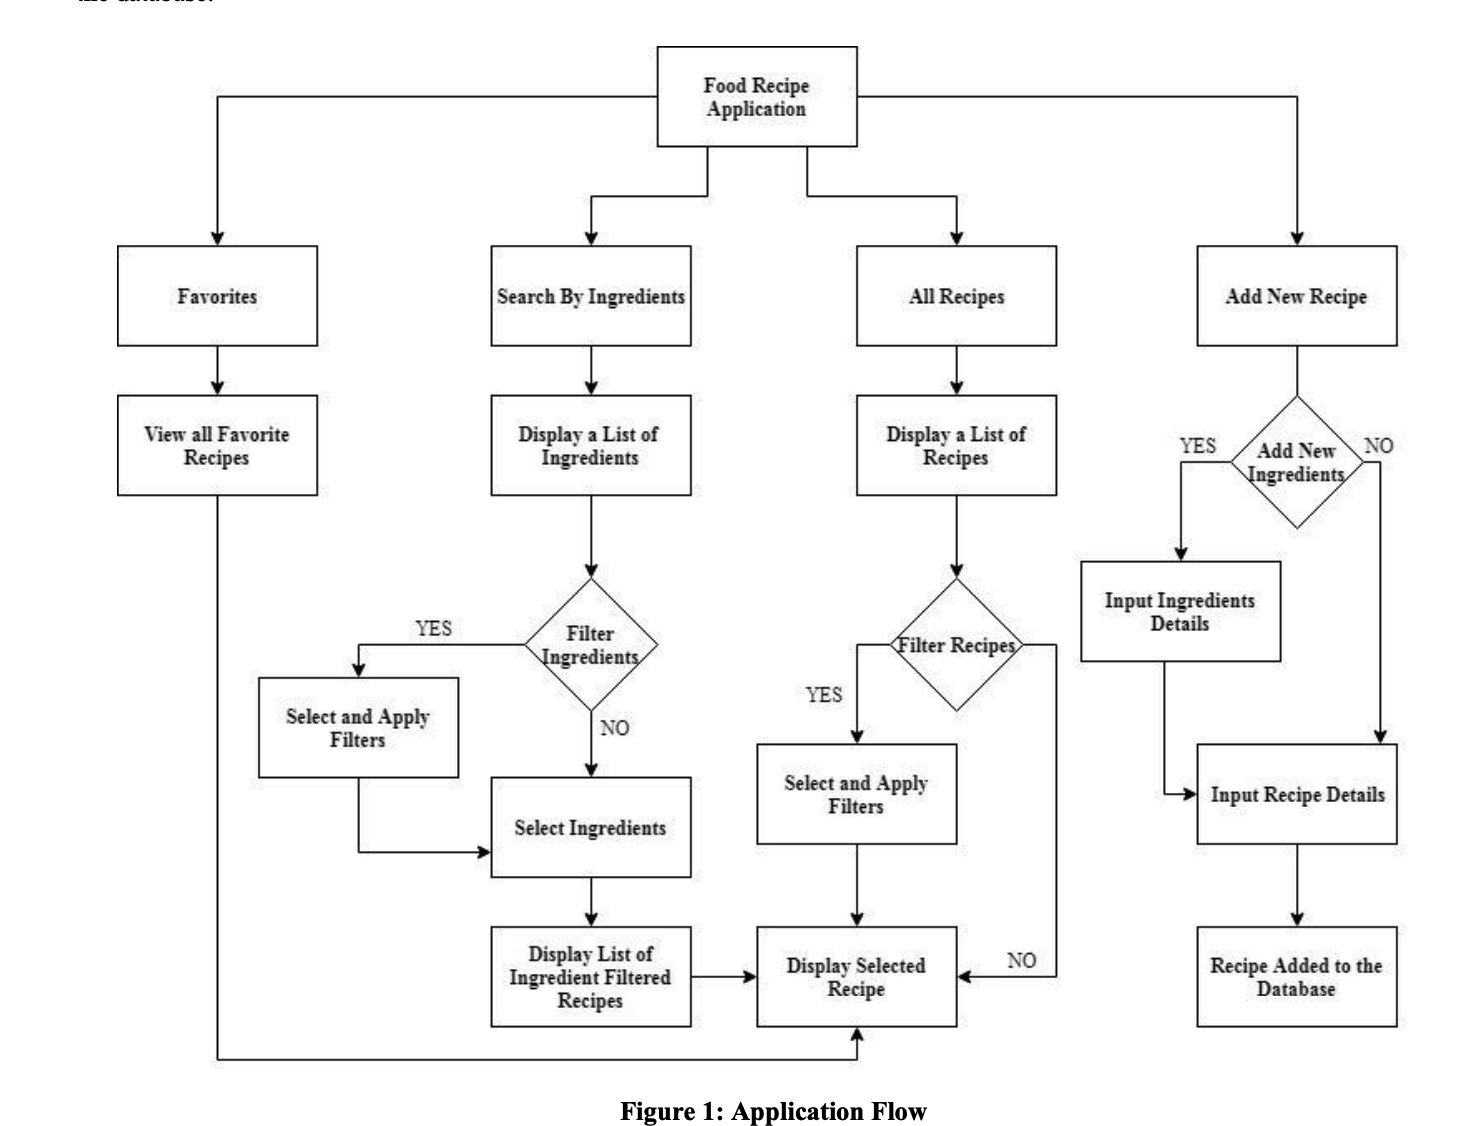 the database.
Food Recipe
Application
Favorites
Search By Ingredients
All Recipes
Add New Recipe
View all Favorite
Recipes
Display a List of
Ingredients
Display a List of
Recipes
YES
Add New
Ingredients
NO
Input Ingredients
Details
YES
Filter
Ingredients
Filter Recipes
Select and Apply
Filters
NO
YES
Select and Apply
Filters
Input Recipe Details
Select Ingredients
Display List of
Ingredient Filtered
Recipes
Display Selected
Recipe
NO
Recipe Added to the
Database
Figure 1: Application Flow